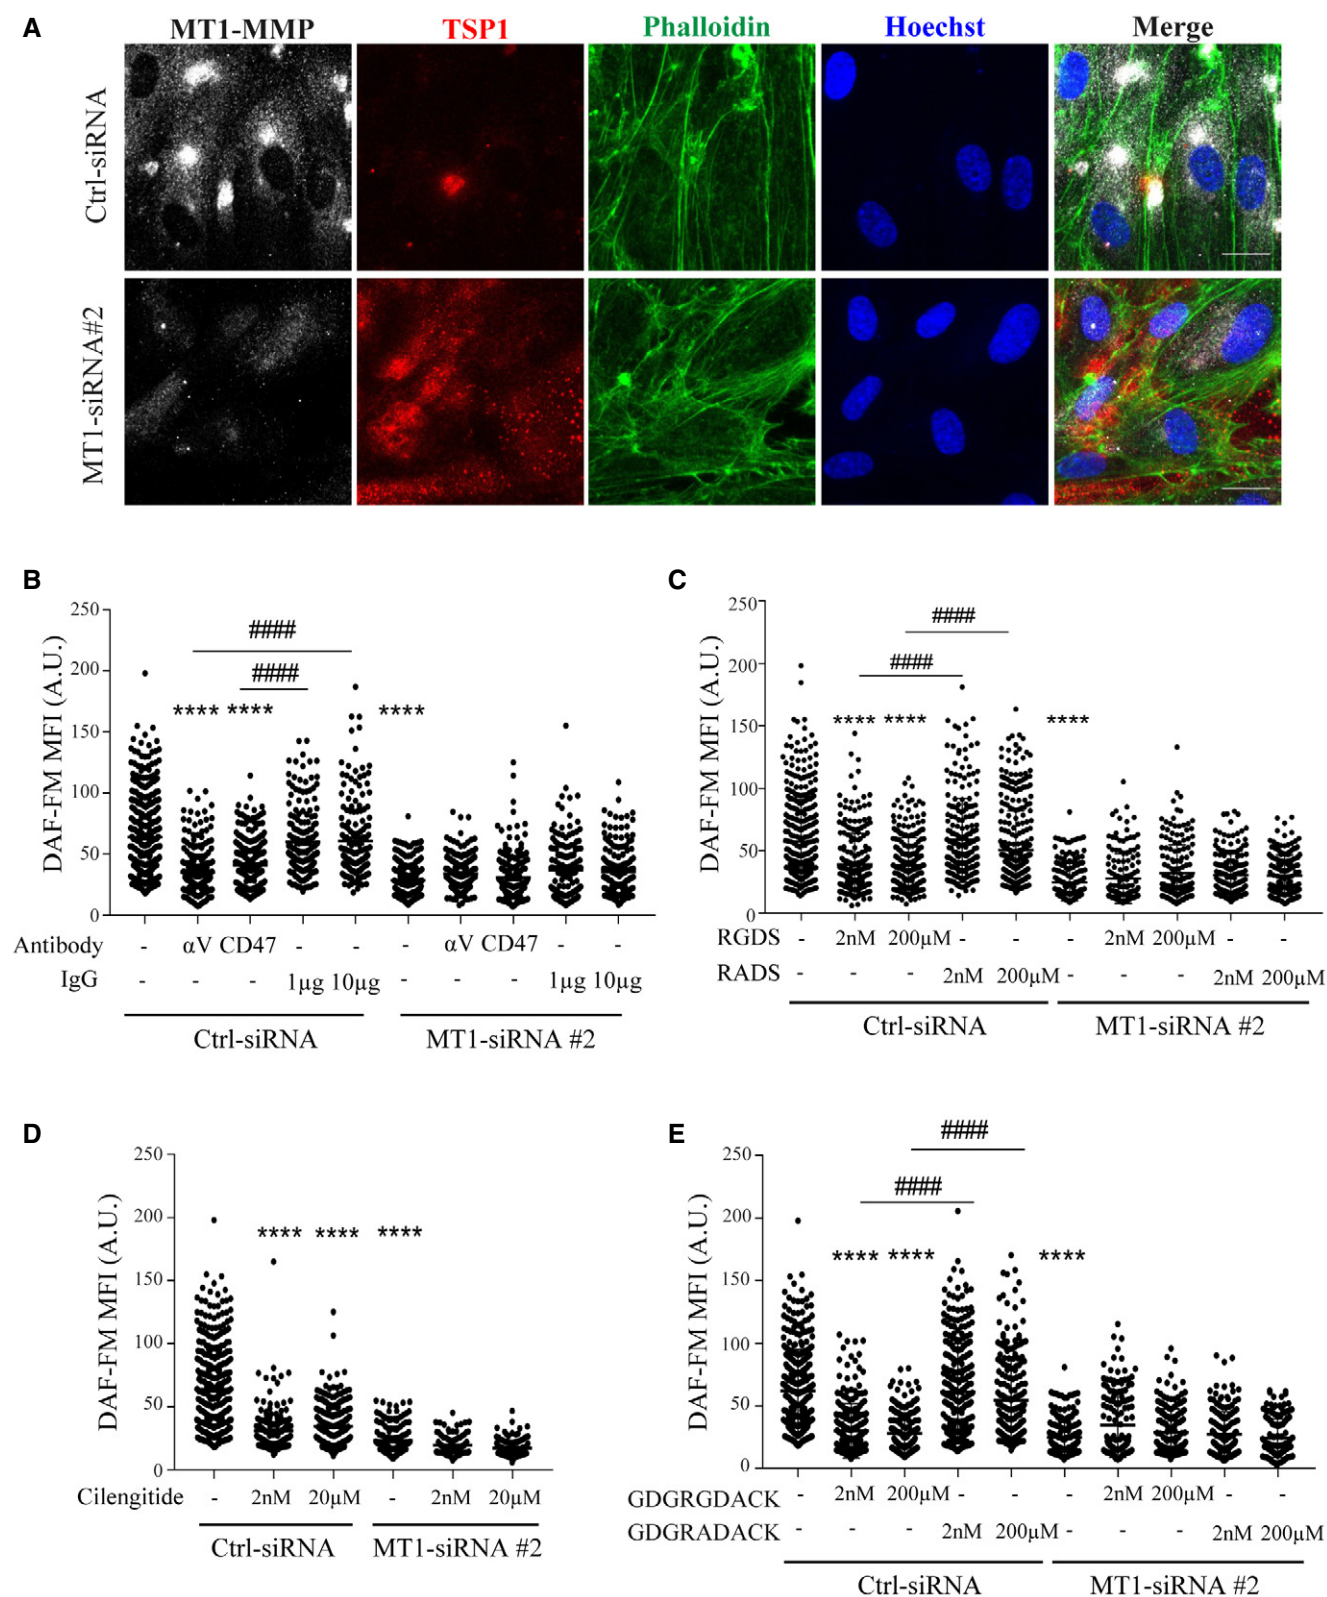 A
MT1-MMP TSP1 Phalloidin Hoechst Merge
Ctrl-siRNA
MT1-siRNA#2
B
DAF-FM MFI (A.U.)
250
200
150
100
50
0
####
####
**** **** ****
Antibody - αV CD47 - - - αV CD47 - -
IgG - - - 1µg 10µg - - - 1µg 10µg
Ctrl-siRNA MT1-siRNA #2
C
DAF-FM MFI (A.U.)
250
200
150
100
50
0
####
####
**** **** ****
RGDS - 2nM 200µM - - - 2nM 200µM - -
RADS - - - 2nM 200µM - - - 2nM 200µM
Ctrl-siRNA MT1-siRNA #2
D
DAF-FM MFI (A.U.)
250
200
150
100
50
0
**** **** ****
Cilengitide - 2nM 20µM - 2nM 20µM
Ctrl-siRNA MT1-siRNA #2
E
DAF-FM MFI (A.U.)
250
200
150
100
50
0
####
####
**** **** ****
GDGRGDACK - 2nM 200µM - - - 2nM 200µM - -
GDGRADACK - - - 2nM 200µM - - - 2nM 200µM
Ctrl-siRNA MT1-siRNA #2